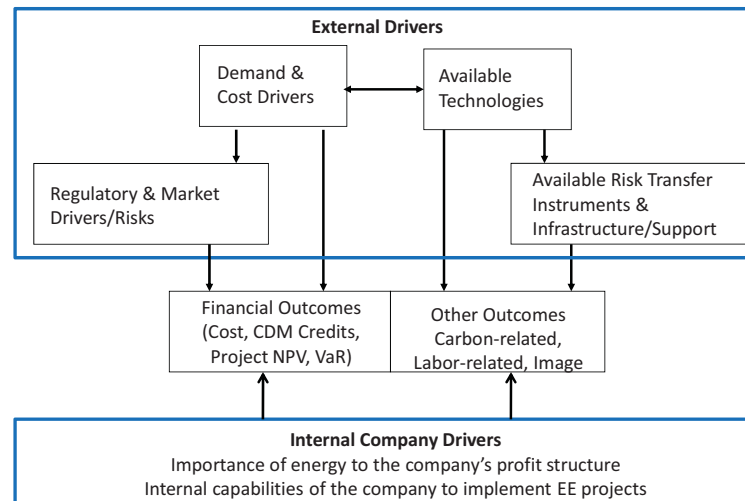 External Drivers
Demand &
Cost Drivers
Available
Technologies
Regulatory & Market
Drivers/Risks
Available Risk Transfer
Instruments &
Infrastructure/Support
Financial Outcomes
(Cost, CDM Credits,
Project NPV, VaR)
Other Outcomes
Carbon-related,
Labor-related, Image
Internal Company Drivers
Importance of energy to the company’s profit structure
Internal capabilities of the company to implement EE projects